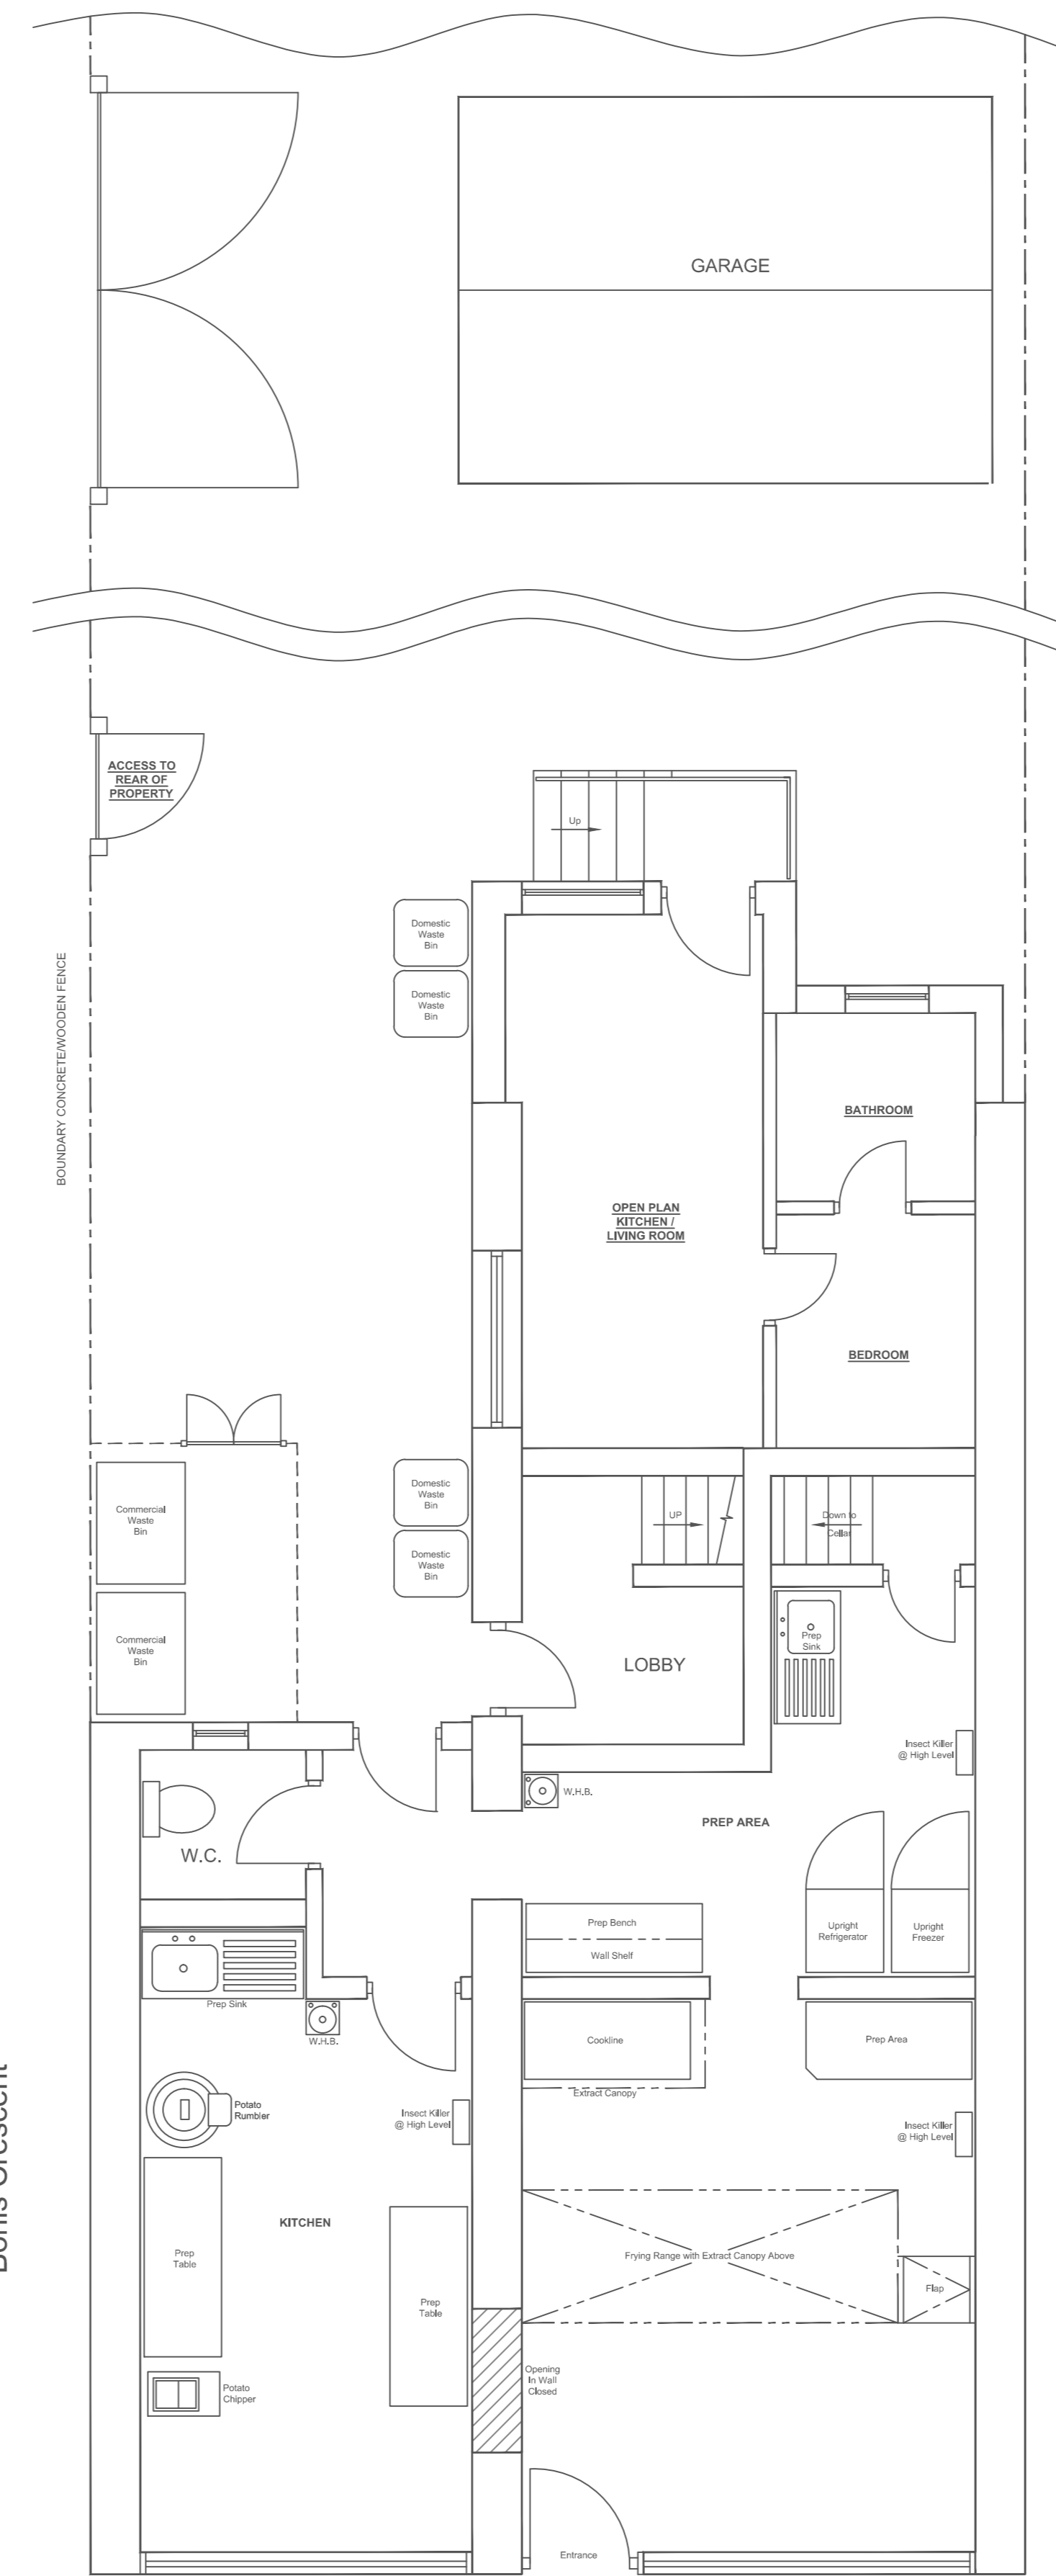 GARAGE
ACCESS TO
REAR OF
PROPERTY
Up
Domestic
Waste
Bin
Domestic
Waste
Bin
BOUNDARY CONCRETE/WOODEN FENCE
BATHROOM
OPEN PLAN
KITCHEN /
LIVING ROOM
BEDROOM
Commercial
Waste
Bin
Domestic
Waste
Bin
UP
Down to
Cellar
Domestic
Waste
Bin
Commercial
Waste
Bin
Prep
Sink
LOBBY
Insect Killer
@ High Level
W.H.B.
PREP AREA
W.C.
Prep Bench
Wall Shelf
Upright
Refrigerator
Upright
Freezer
Prep Sink
W.H.B.
Cookline
Extract Canopy
Prep Area
Potato
Rumbler
Insect Killer
@ High Level
Insect Killer
@ High Level
KITCHEN
Prep
Table
Frying Range with Extract Canopy Above
Flap
Prep
Table
Opening
In Wall
Closed
Potato
Chipper
Entrance
Crescent